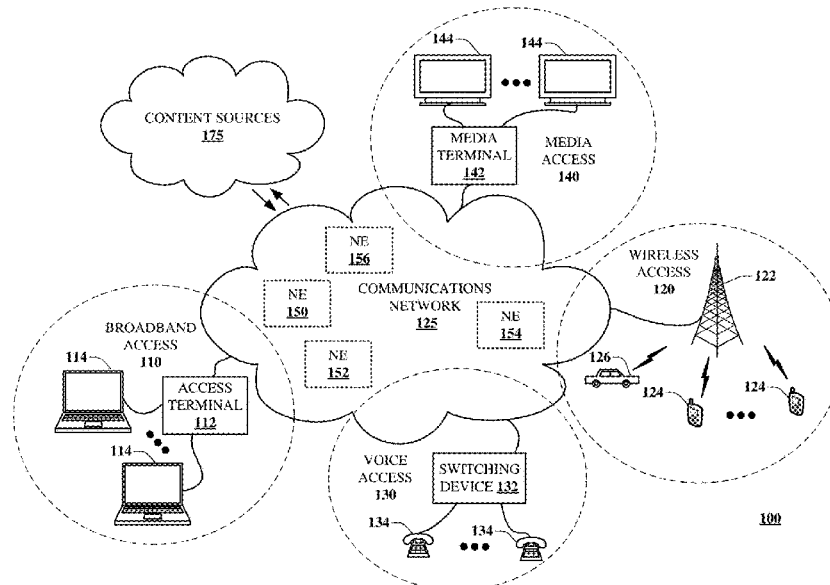 144
144
CONTENT SOURCES
175
MEDIA
TERMINAL
142
MEDIA
ACCESS
140
NE
156
WIRELESS
ACCESS
120
122
COMMUNICATIONS
NETWORK
125
NE
150
NE
154
BROADBAND
ACCESS
110
NE
152
126
114
ACCESS
TERMINAL
112
124
124
114
VOICE
ACCESS
130
SWITCHING
DEVICE 132
134
134
100